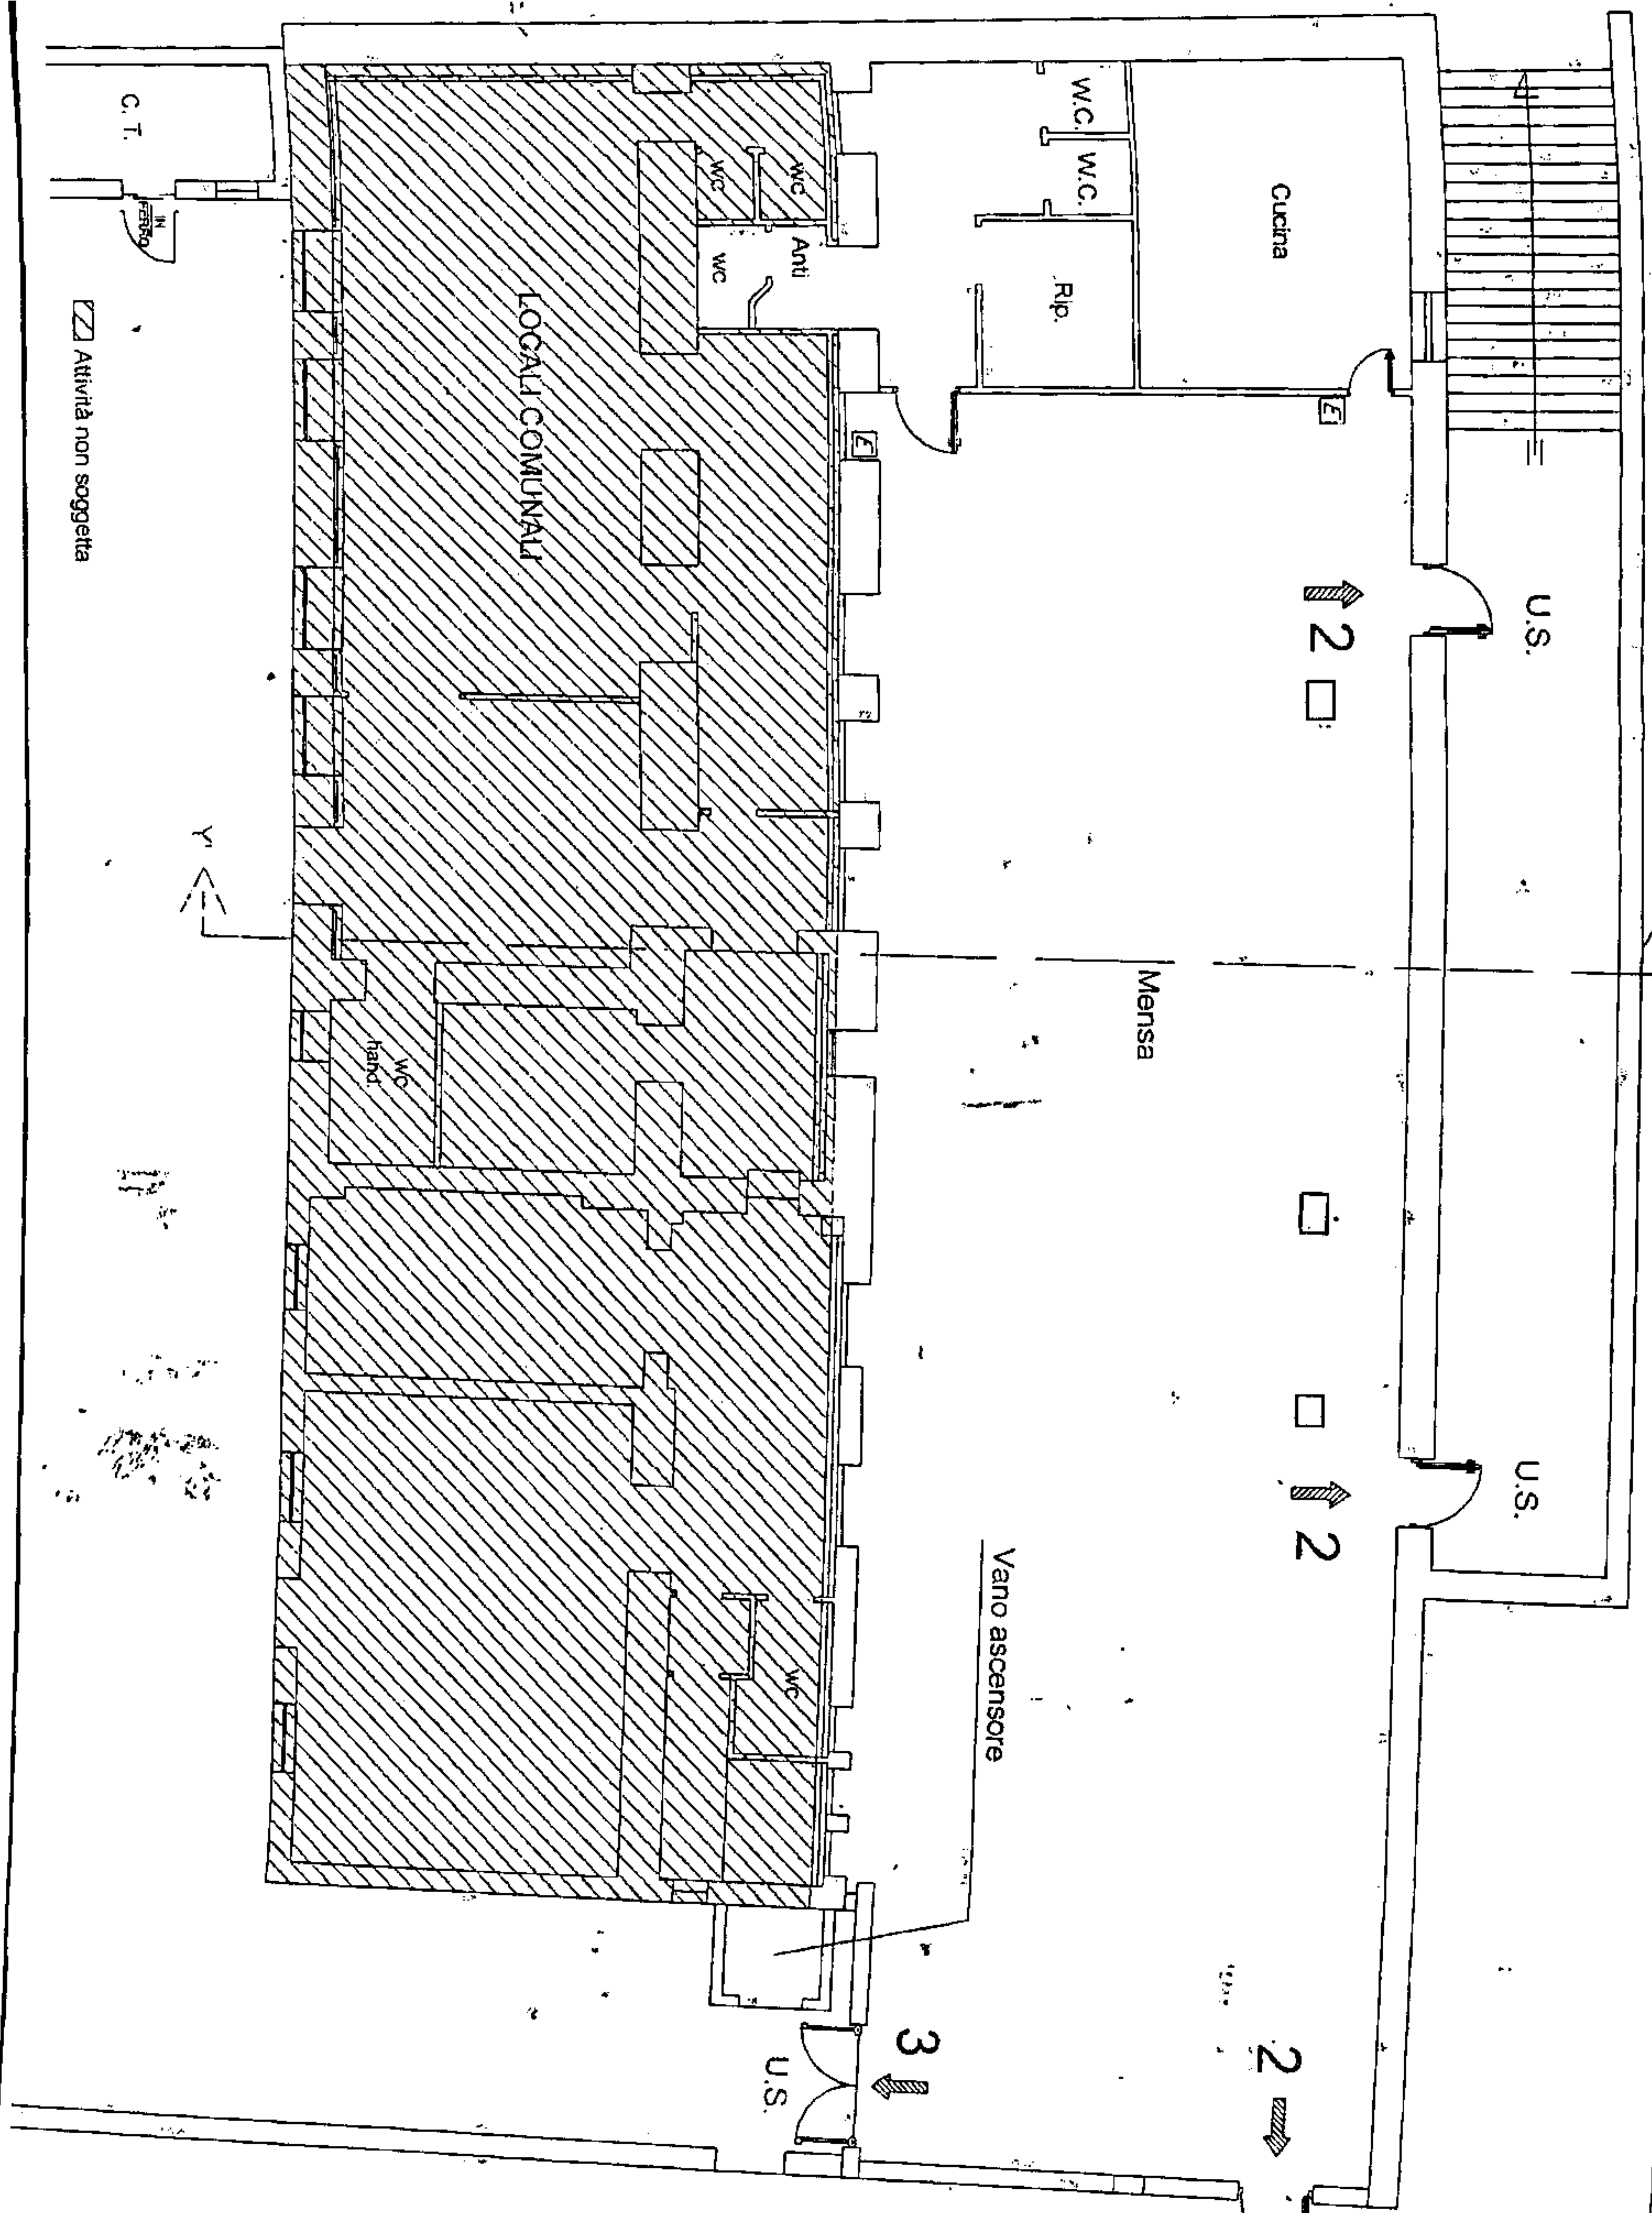 C.T.
IN
FERRO
Attività non soggetta
LOCALI COMUNALI
wc
wc
Anti
wc
W.C.
W.C.
Rip.
Cucina
E
E
U.S.
2
Y'
Mensa
wc
hand.
U.S.
2
Vano ascensore
wc
3
U.S.
2